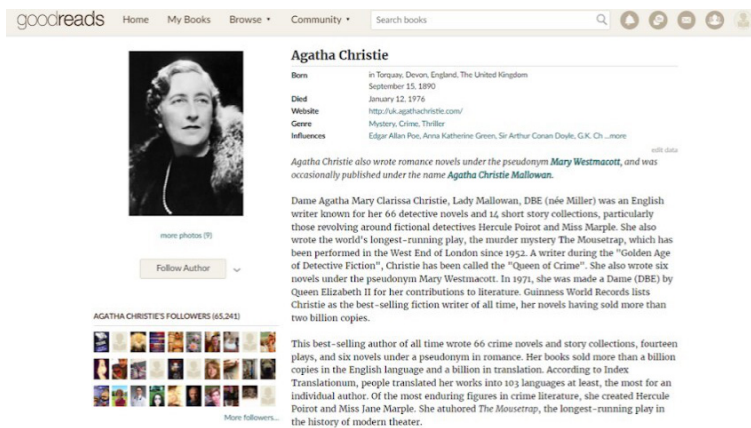 goodreads Home My Books Browse ▾ Community ▾ Search books
Agatha Christie
Born in Torquay, Devon, England, The United Kingdom
September 15, 1890
Died January 12, 1976
Website http://uk.agathachristie.com/
Genre Mystery, Crime, Thriller
Influences Edgar Allan Poe, Anna Katherine Green, Sir Arthur Conan Doyle, G.K. Ch ...more
edit data
Agatha Christie also wrote romance novels under the pseudonym Mary Westmacott, and was
occasionally published under the name Agatha Christie Mallowan.
Dame Agatha Mary Clarissa Christie, Lady Mallowan, DBE (née Miller) was an English
writer known for her 66 detective novels and 14 short story collections, particularly
those revolving around fictional detectives Hercule Poirot and Miss Marple. She also
wrote the world's longest-running play, the murder mystery The Mousetrap, which has
been performed in the West End of London since 1952. A writer during the "Golden Age
of Detective Fiction", Christie has been called the "Queen of Crime". She also wrote six
novels under the pseudonym Mary Westmacott. In 1971, she was made a Dame (DBE) by
Queen Elizabeth II for her contributions to literature. Guinness World Records lists
Christie as the best-selling fiction writer of all time, her novels having sold more than
two billion copies.
This best-selling author of all time wrote 66 crime novels and story collections, fourteen
plays, and six novels under a pseudonym in romance. Her books sold more than a billion
copies in the English language and a billion in translation. According to Index
Translationum, people translated her works into 103 languages at least, the most for an
individual author. Of the most enduring figures in crime literature, she created Hercule
Poirot and Miss Jane Marple. She atuhored The Mousetrap, the longest-running play in
the history of modern theater.
more photos (9)
Follow Author
AGATHA CHRISTIE'S FOLLOWERS (65,241)
More followers...